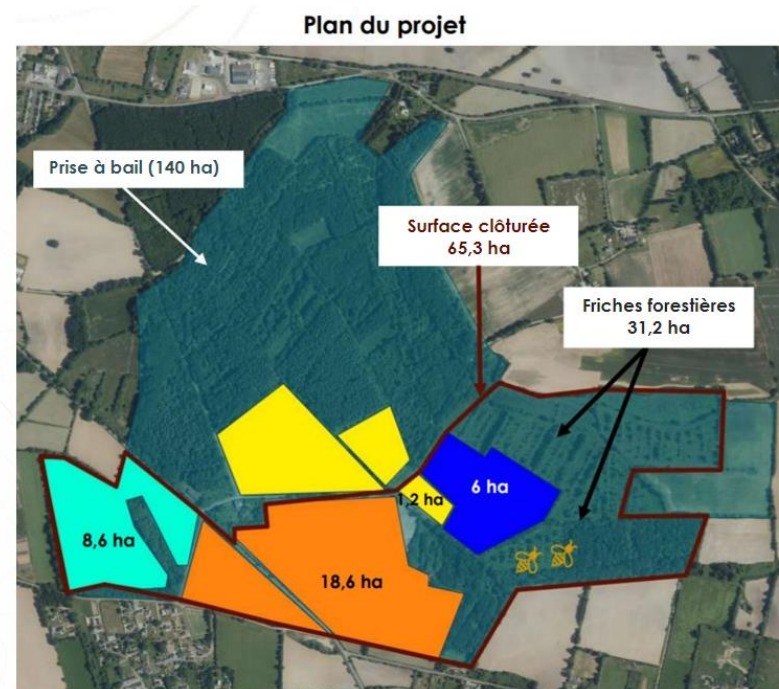 Plan du projet
Prise à bail (140 ha)
Surface clôturée
65,3 ha
Friches forestières
31,2 ha
1,2 ha
6 ha
8,6 ha
18,6 ha